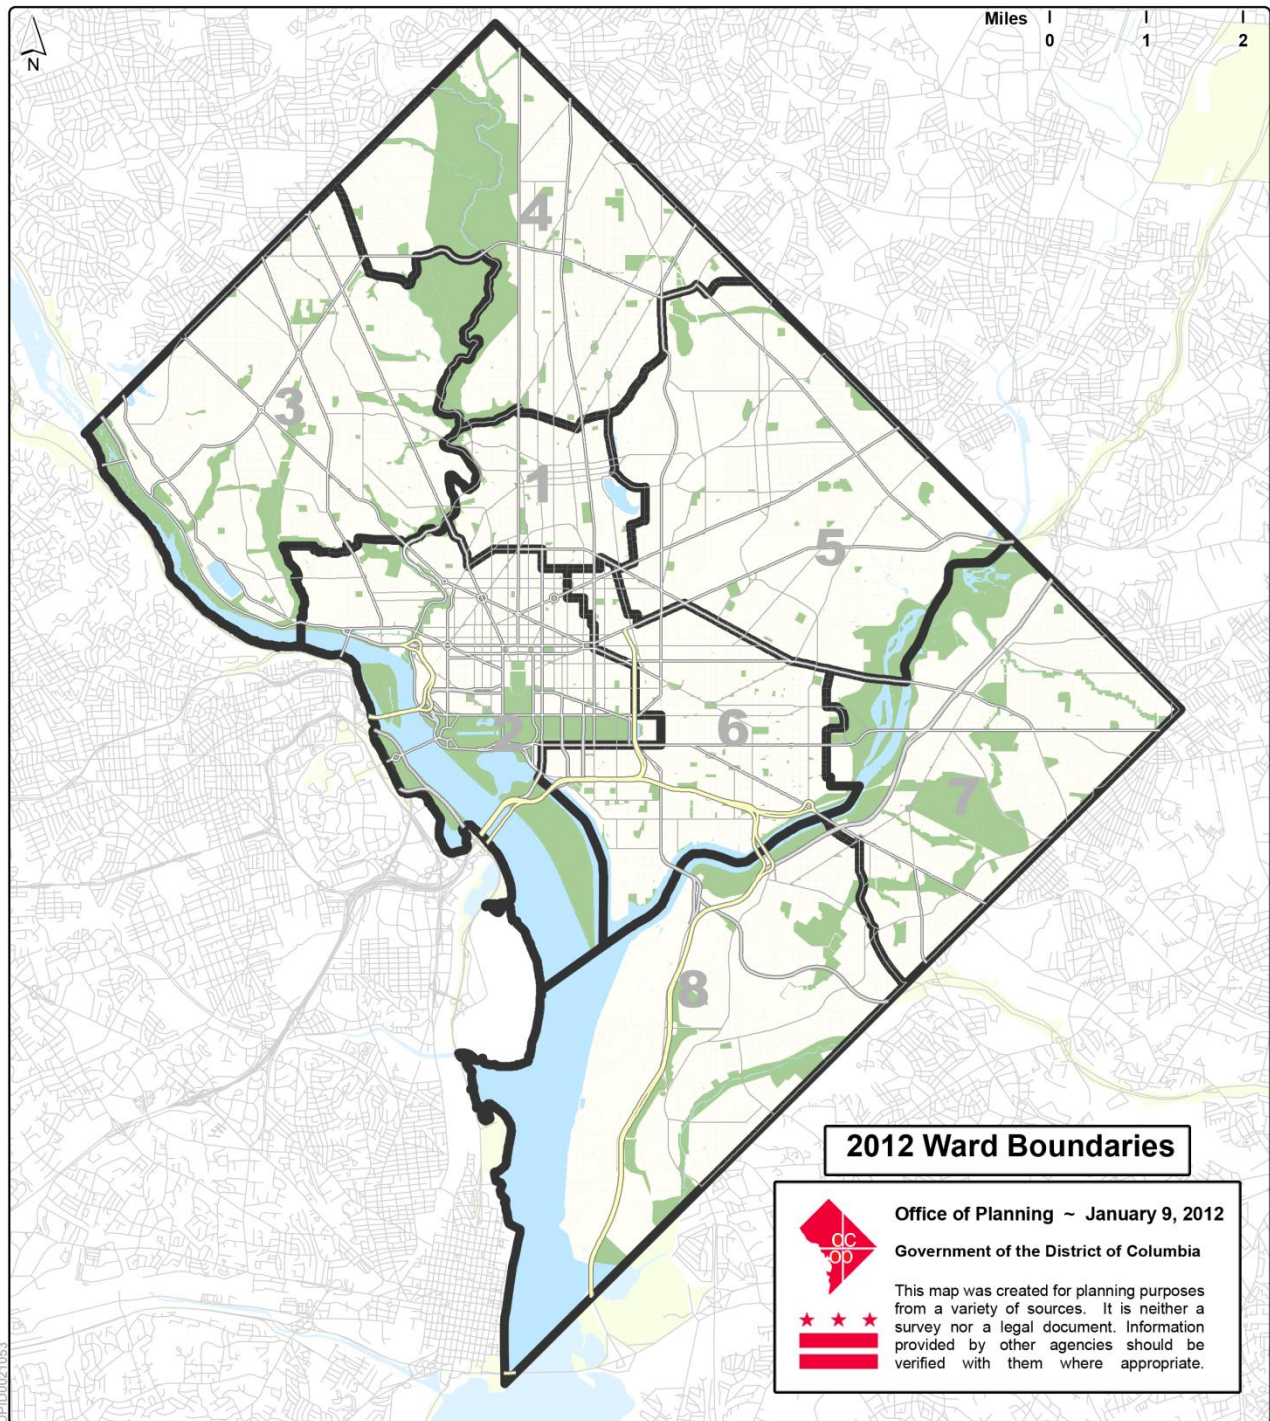 Miles
0 1 2
N
4
3
1
5
2
6
7
8
2012 Ward Boundaries
Office of Planning ~ January 9, 2012
dc
op
Government of the District of Columbia
This map was created for planning purposes
from a variety of sources. It is neither a
survey nor a legal document. Information
provided by other agencies should be
verified with them where appropriate.